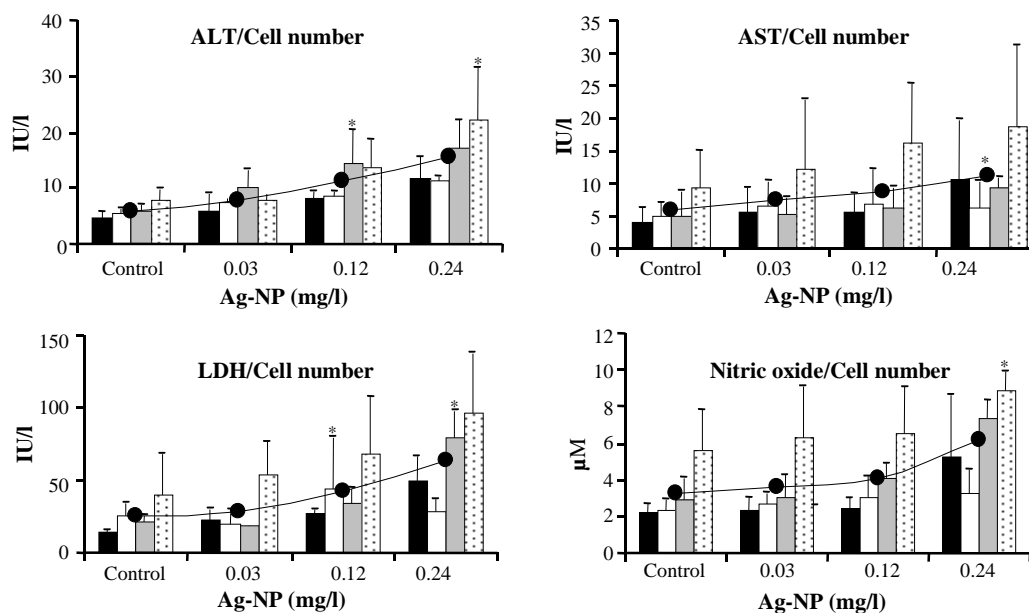 ALT/Cell number
40
30
20
10
0
IU/l
*
*
Control 0.03 0.12 0.24
Ag-NP (mg/l)
AST/Cell number
35
30
25
20
15
10
5
0
IU/l
*
Control 0.03 0.12 0.24
Ag-NP (mg/l)
LDH/Cell number
150
100
50
0
IU/l
*
*
Control 0.03 0.12 0.24
Ag-NP (mg/l)
Nitric oxide/Cell number
12
10
8
6
4
2
0
µM
*
Control 0.03 0.12 0.24
Ag-NP (mg/l)